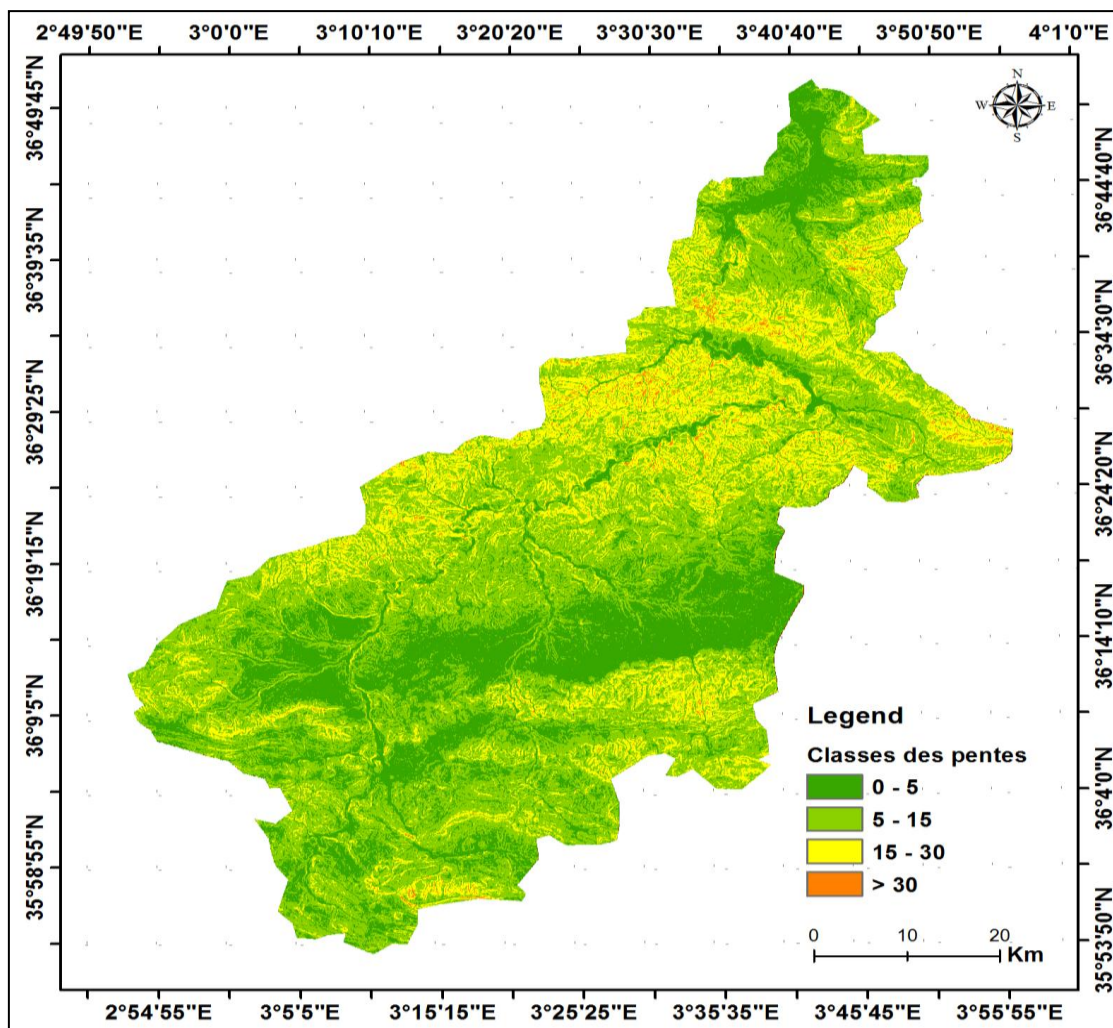 2°49'50"E 3°0'0"E 3°10'10"E 3°20'20"E 3°30'30"E 3°40'40"E 3°50'50"E 4°1'0"E
36°49'45"N
36°39'35"N
36°29'25"N
36°19'15"N
36°9'5"N
35°58'55"N
N
W E
S
36°44'40"N
36°34'30"N
36°24'20"N
36°14'10"N
36°4'0"N
35°53'50"N
Legend
Classes des pentes
0 - 5
5 - 15
15 - 30
> 30
0 10 20
Km
2°54'55"E 3°5'5"E 3°15'15"E 3°25'25"E 3°35'35"E 3°45'45"E 3°55'55"E